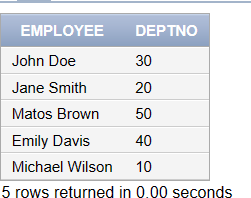 EMPLOYEE DEPTNO
John Doe 30
Jane Smith 20
Matos Brown 50
Emily Davis 40
Michael Wilson 10
5 rows returned in 0.00 seconds